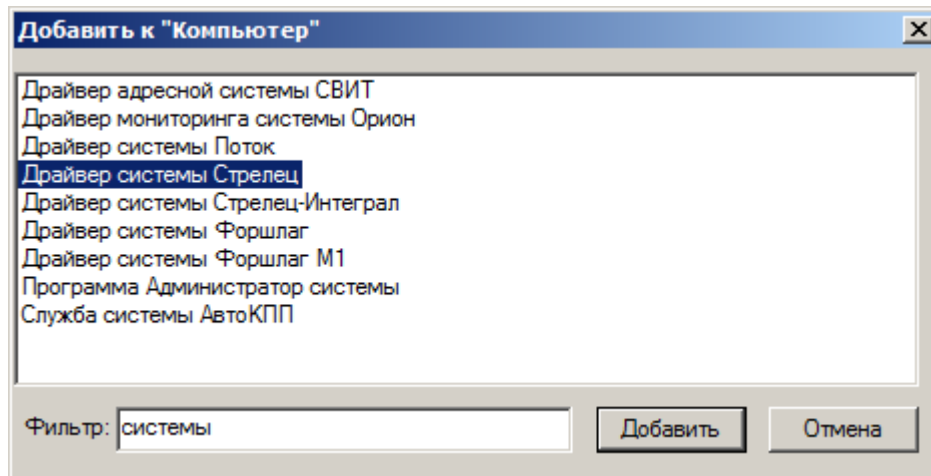 Добавить к "Компьютер"
Драйвер адресной системы СВИТ
Драйвер мониторинга системы Орион
Драйвер системы Поток
Драйвер системы Стрелец
Драйвер системы Стрелец-Интеграл
Драйвер системы Форшлаг
Драйвер системы Форшлаг М1
Программа Администратор системы
Служба системы АвтоКПП
Фильтр: системы Добавить Отмена